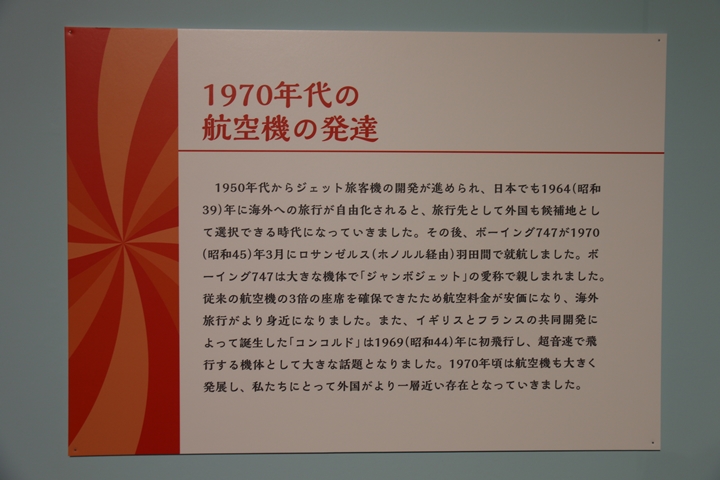 1970年代の
航空機の発達
1950年代からジェット旅客機の開発が進められ、日本でも1964(昭和
39)年に海外への旅行が自由化されると、旅行先として外国も候補地とし
て選択できる時代になっていきました。その後、ボーイング747が1970
(昭和45)年3月にロサンゼルス(ホノルル経由)羽田間で就航しました。ボ
ーイング747は大きな機体で「ジャンボジェット」の愛称で親しまれました。
従来の航空機の3倍の座席を確保できたため航空料金が安価になり、海外
旅行がより身近になりました。また、イギリスとフランスの共同開発に
よって誕生した「コンコルド」は1969(昭和44)年に初飛行し、超音速で飛
行する機体として大きな話題となりました。1970年頃は航空機も大きく
発展し、私たちにとって外国がより一層近い存在となっていきました。